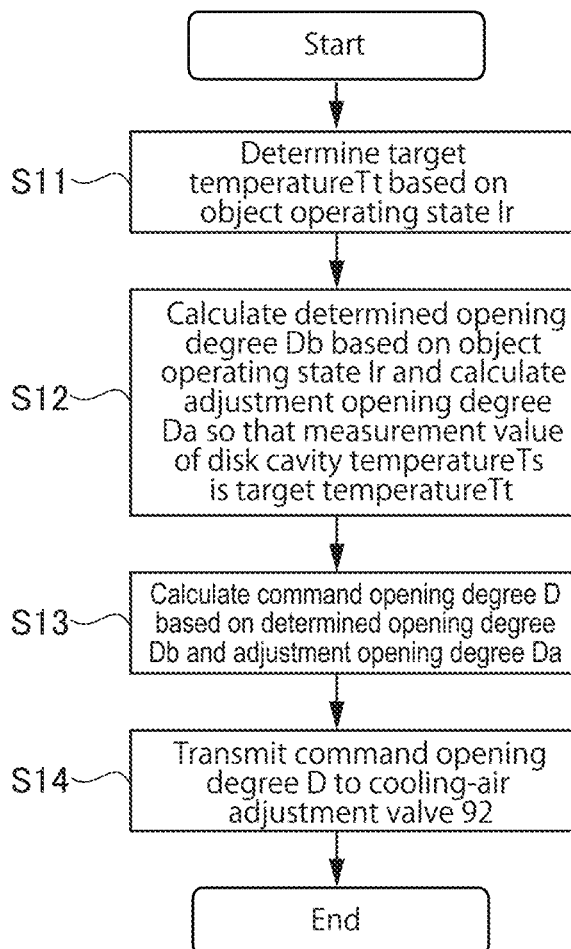 Start
S11
Determine target
temperatureTt based on
object operating state Ir
S12
Calculate determined opening
degree Db based on object
operating state Ir and calculate
adjustment opening degree
Da so that measurement value
of disk cavity temperatureTs
is target temperatureTt
S13
Calculate command opening degree D
based on determined opening degree
Db and adjustment opening degree Da
S14
Transmit command opening
degree D to cooling-air
adjustment valve 92
End